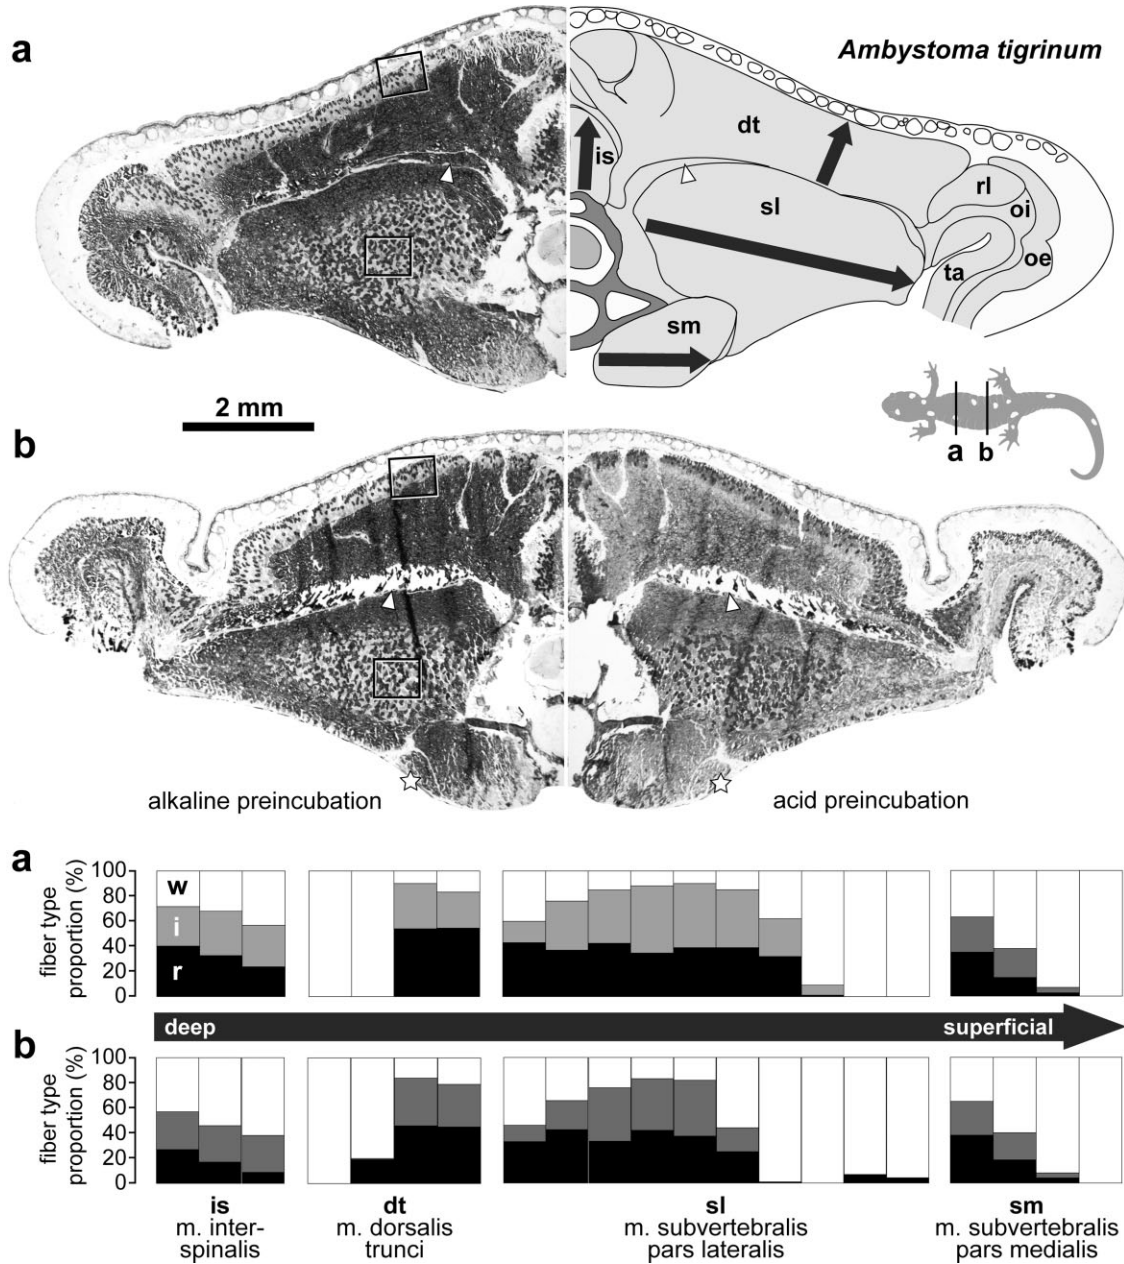 a
Ambystoma tigrinum
is
dt
rl
oi
sl
oe
ta
sm
2 mm
a b
b
alkaline preincubation
acid preincubation
a
fiber type
proportion (%)
100
80
60
40
20
0
w
i
r
deep
superficial
b
fiber type
proportion (%)
100
80
60
40
20
0
is
m. inter-
spinalis
dt
m. dorsalis
trunci
sl
m. subvertebralis
pars lateralis
sm
m. subvertebralis
pars medialis